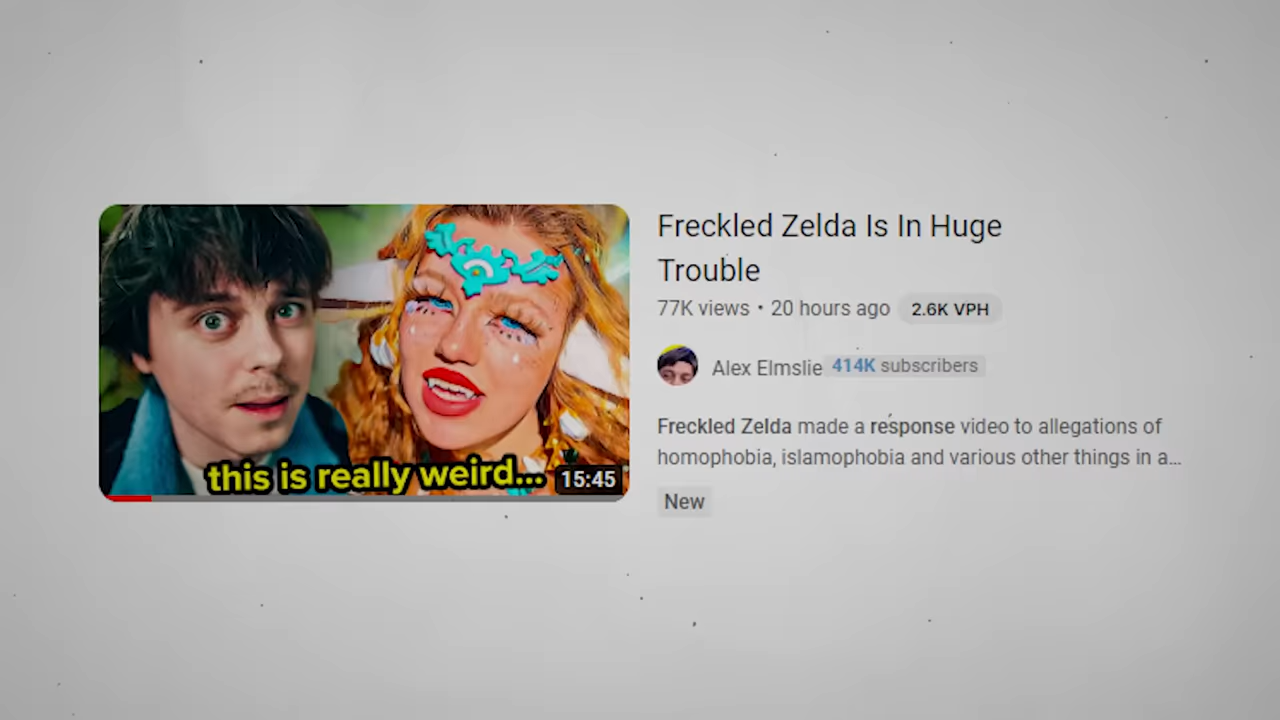 Freckled Zelda Is In Huge
Trouble
77K views • 20 hours ago 2.6K VPH
Alex Elmslie 414K subscribers
Freckled Zelda made a response video to allegations of
homophobia, islamophobia and various other things in a...
New
this is really weird...
15:45